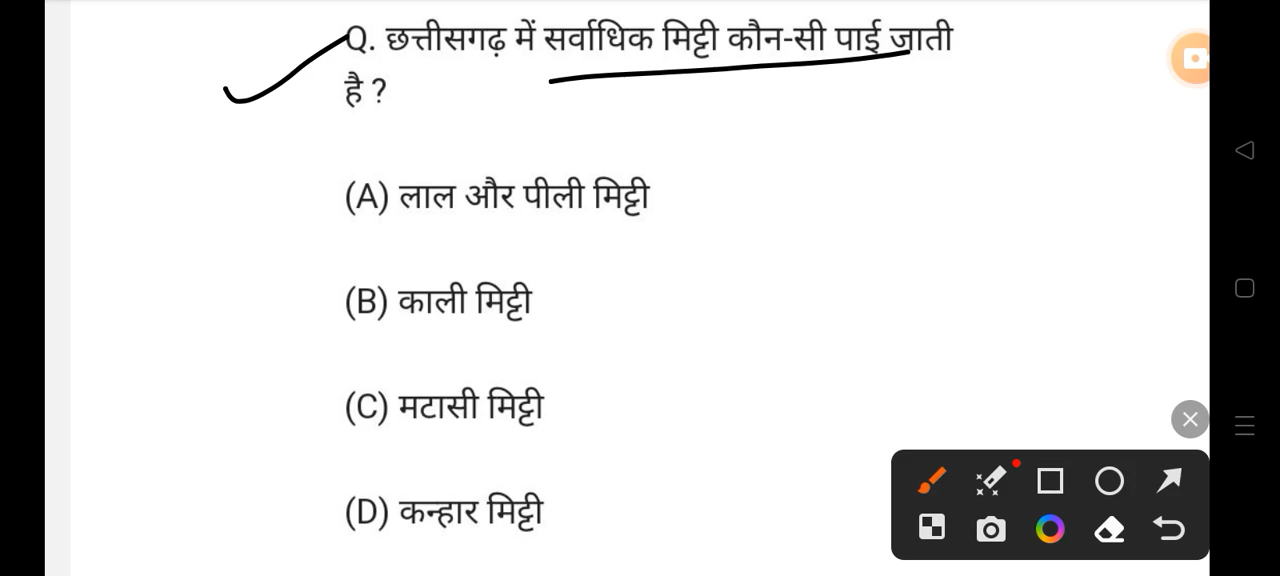 Q. छत्तीसगढ़ में सर्वाधिक मिट्टी कौन-सी पाई जाती
है ?
(A) लाल और पीली मिट्टी
(B) काली मिट्टी
(C) मटासी मिट्टी
(D) कन्हार मिट्टी